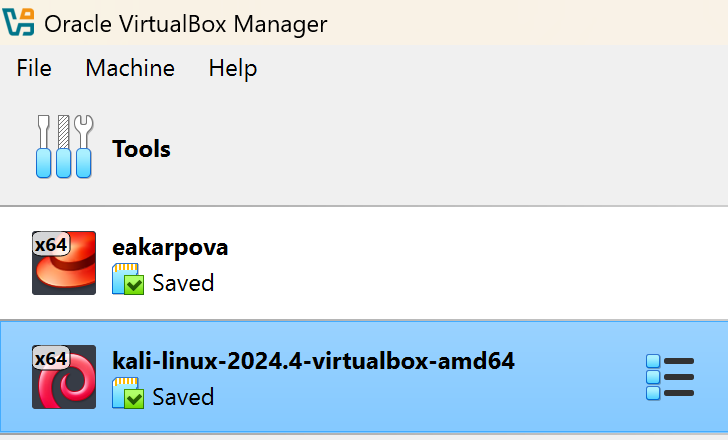 Oracle VirtualBox Manager
File Machine Help
Tools
x64 eakarpova
Saved
x64 kali-linux-2024.4-virtualbox-amd64
Saved